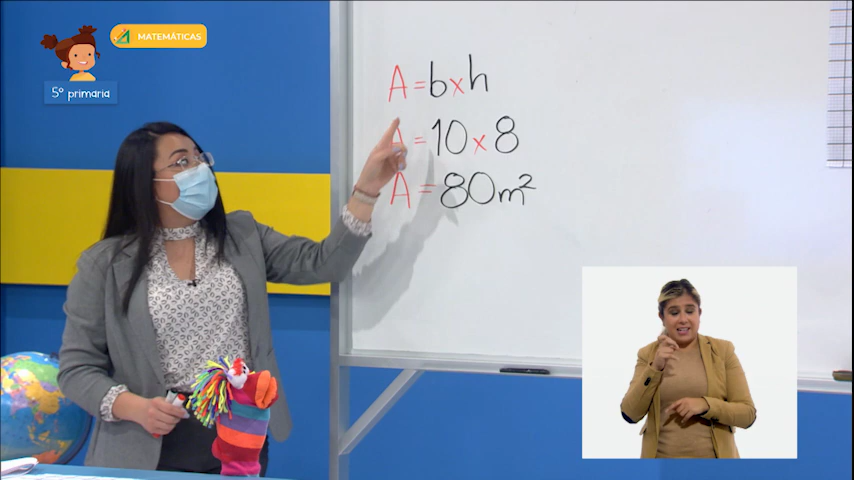 MATEMÁTICAS
5º primaria
A = b x h
A = 10 x 8
A = 80 m²